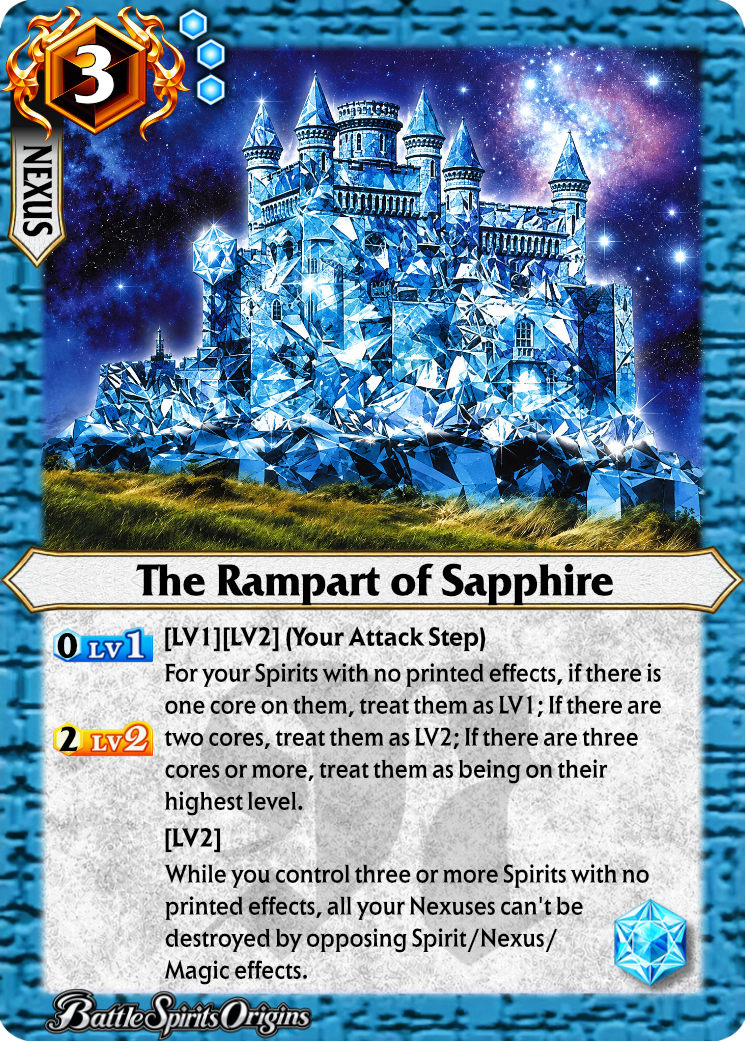 3
NEXUS
The Rampart of Sapphire
0 LV1
[LV1][LV2] (Your Attack Step)
For your Spirits with no printed effects, if there is
one core on them, treat them as LV1; If there are
2 LV2
two cores, treat them as LV2; If there are three
cores or more, treat them as being on their
highest level.
[LV2]
While you control three or more Spirits with no
printed effects, all your Nexuses can't be
destroyed by opposing Spirit/Nexus/
Magic effects.
Battle Spirits Origins